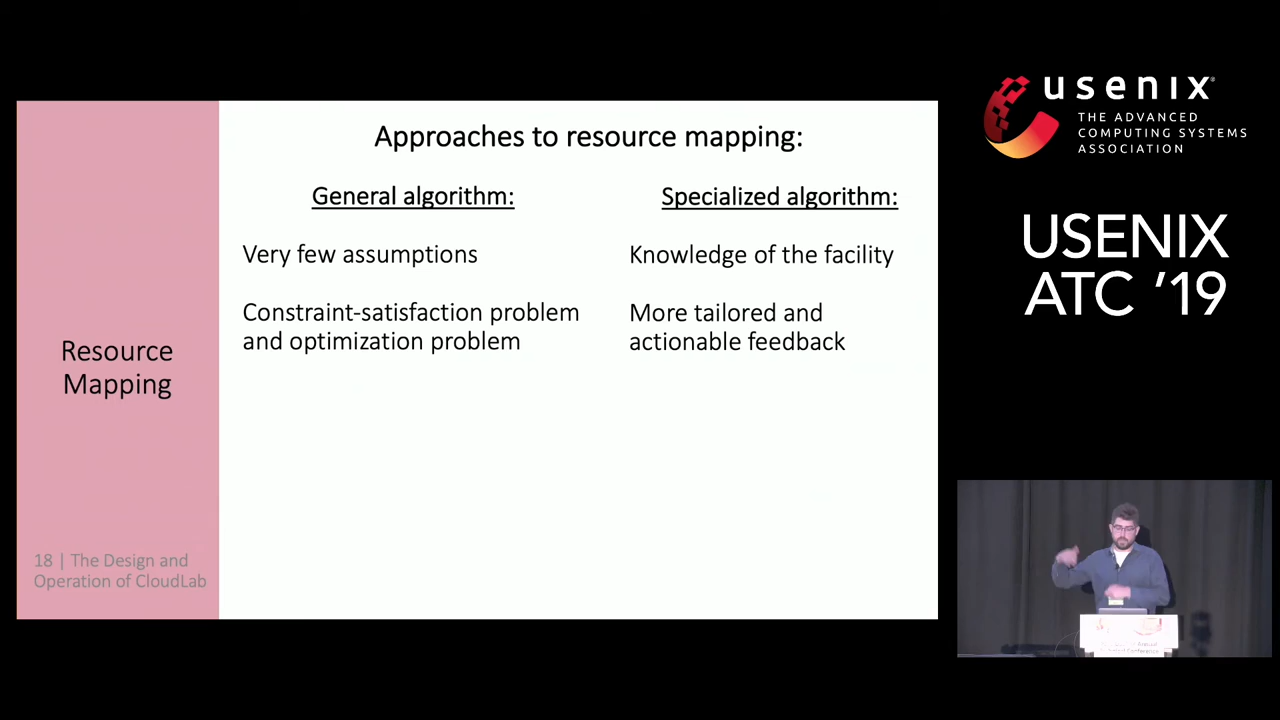 Approaches to resource mapping:
General algorithm:
Very few assumptions
Constraint-satisfaction problem
and optimization problem
Specialized algorithm:
Knowledge of the facility
More tailored and
actionable feedback
Resource
Mapping
18 | The Design and
Operation of CloudLab
usenix
THE ADVANCED
COMPUTING SYSTEMS
ASSOCIATION
USENIX
ATC '19